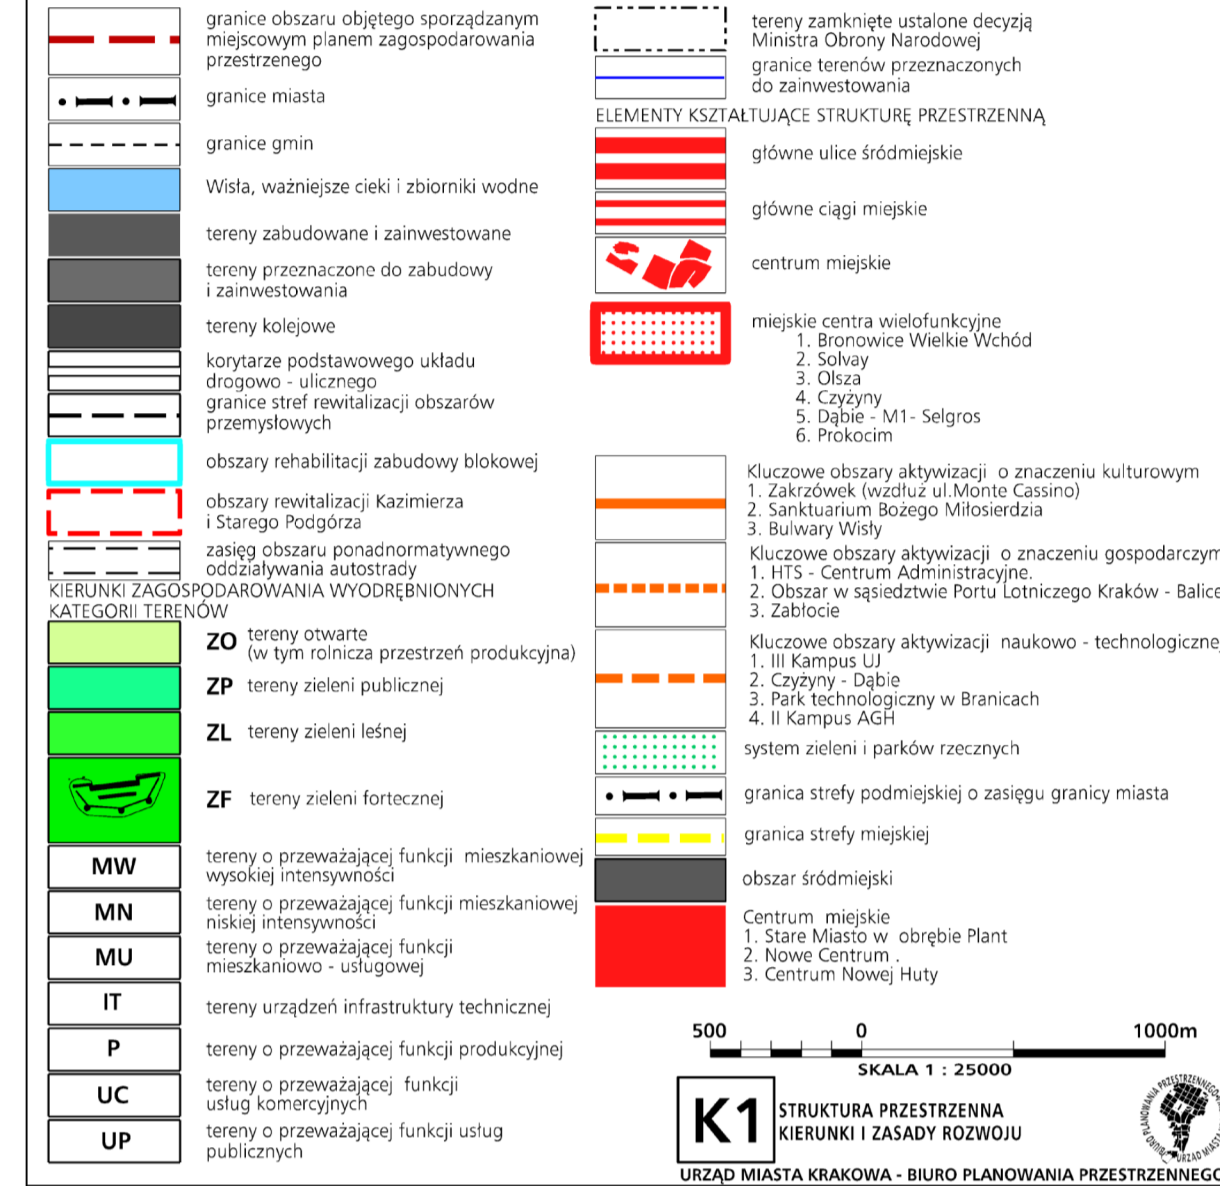 granice obszaru objętego sporządzanym
miejscowym planem zagospodarowania
przestrzenego
granice miasta
granice gmin
Wisła, ważniejsze cieki i zbiorniki wodne
tereny zabudowane i zainwestowane
tereny przeznaczone do zabudowy
i zainwestowania
tereny kolejowe
korytarze podstawowego układu
drogowo - ulicznego
granice stref rewitalizacji obszarów
przemysłowych
obszary rehabilitacji zabudowy blokowej
obszary rewitalizacji Kazimierza
i Starego Podgórza
zasięg obszaru ponadnormatywnego
oddziaływania autostrady
KIERUNKI ZAGOSPODAROWANIA WYODRĘBNIONYCH
KATEGORII TERENÓW
ZO tereny otwarte
(w tym rolnicza przestrzeń produkcyjna)
ZP tereny zieleni publicznej
ZL tereny zieleni leśnej
ZF tereny zieleni fortecznej
MW tereny o przeważającej funkcji mieszkaniowej
wysokiej intensywności
MN tereny o przeważającej funkcji mieszkaniowej
niskiej intensywności
MU tereny o przeważającej funkcji
mieszkaniowo - usługowej
IT tereny urządzeń infrastruktury technicznej
P tereny o przeważającej funkcji produkcyjnej
UC tereny o przeważającej funkcji
usług komercyjnych
UP tereny o przeważającej funkcji usług
publicznych
tereny zamknięte ustalone decyzją
Ministra Obrony Narodowej
granice terenów przeznaczonych
do zainwestowania
ELEMENTY KSZTAŁTUJĄCE STRUKTURĘ PRZESTRZENNĄ
główne ulice śródmiejskie
główne ciągi miejskie
centrum miejskie
miejskie centra wielofunkcyjne
1. Bronowice Wielkie Wchód
2. Solvay
3. Olsza
4. Czyżyny
5. Dąbie - M1- Selgros
6. Prokocim
Kluczowe obszary aktywizacji o znaczeniu kulturowym
1. Zakrzówek (wzdłuż ul.Monte Cassino)
2. Sanktuarium Bożego Miłosierdzia
3. Bulwary Wisły
Kluczowe obszary aktywizacji o znaczeniu gospodarczym
1. HTS - Centrum Administracyjne.
2. Obszar w sąsiedztwie Portu Lotniczego Kraków - Balice
3. Zabłocie
Kluczowe obszary aktywizacji naukowo - technologicznej
1. III Kampus UJ
2. Czyżyny - Dąbie
3. Park technologiczny w Branicach
4. II Kampus AGH
system zieleni i parków rzecznych
granica strefy podmiejskiej o zasięgu granicy miasta
granica strefy miejskiej
obszar śródmiejski
Centrum miejskie
1. Stare Miasto w obrębie Plant
2. Nowe Centrum .
3. Centrum Nowej Huty
500 0 1000m
SKALA 1 : 25000
K1 STRUKTURA PRZESTRZENNA
KIERUNKI I ZASADY ROZWOJU
URZĄD MIASTA KRAKOWA - BIURO PLANOWANIA PRZESTRZENNEGO